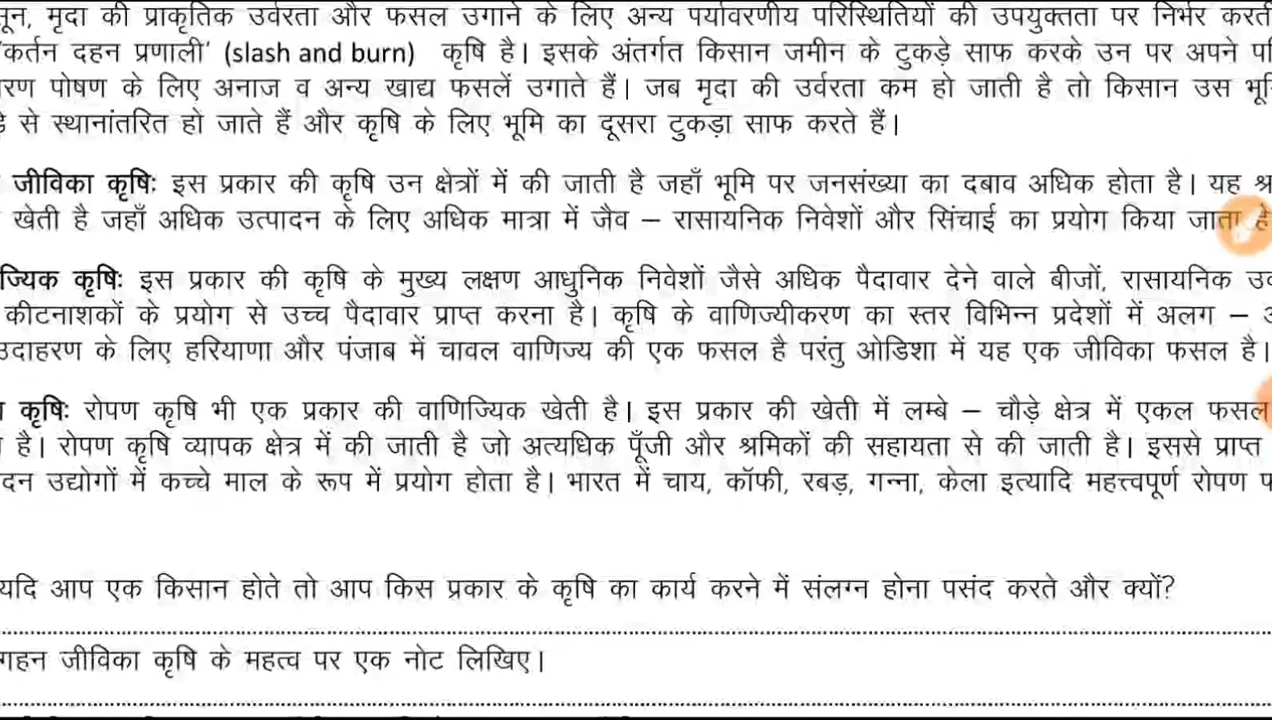 मृदा की प्राकृतिक उर्वरता और फसल उगाने के लिए अन्य पर्यावरणीय परिस्थितियों की उपयुक्तता पर निर्भर
'कर्तन दहन प्रणाली' (slash and burn) कृषि है। इसके अंतर्गत किसान जमीन के टुकड़े साफ करके उन पर अपने
पोषण के लिए अनाज व अन्य खाद्य फसलें उगाते हैं। जब मृदा की उर्वरता कम हो जाती है तो किसान उस
से स्थानांतरित हो जाते हैं और कृषि के लिए भूमि का दूसरा टुकड़ा साफ करते हैं।
जीविका कृषिः इस प्रकार की कृषि उन क्षेत्रों में की जाती है जहाँ भूमि पर जनसंख्या का दबाव अधिक होता है। यह
खेती है जहाँ अधिक उत्पादन के लिए अधिक मात्रा में जैव – रासायनिक निवेशों और सिंचाई का प्रयोग किया जाता है
कृषिः इस प्रकार की कृषि के मुख्य लक्षण आधुनिक निवेशों जैसे अधिक पैदावार देने वाले बीजों, रासायनिक
कीटनाशकों के प्रयोग से उच्च पैदावार प्राप्त करना है। कृषि के वाणिज्यीकरण का स्तर विभिन्न प्रदेशों में अलग –
उदाहरण के लिए हरियाणा और पंजाब में चावल वाणिज्य की एक फसल है परंतु ओडिशा में यह एक जीविका फसल है।
कृषिः रोपण कृषि भी एक प्रकार की वाणिज्यिक खेती है। इस प्रकार की खेती में लम्बे – चौड़े क्षेत्र में एकल फसल
है। रोपण कृषि व्यापक क्षेत्र में की जाती है जो अत्यधिक पूँजी और श्रमिकों की सहायता से की जाती है। इससे प्राप्त
उद्योगों में कच्चे माल के रूप में प्रयोग होता है। भारत में चाय, कॉफी, रबड़, गन्ना, केला इत्यादि महत्त्वपूर्ण रोपण
यदि आप एक किसान होते तो आप किस प्रकार के कृषि का कार्य करने में संलग्न होना पसंद करते और क्यों?
गहन जीविका कृषि के महत्व पर एक नोट लिखिए।